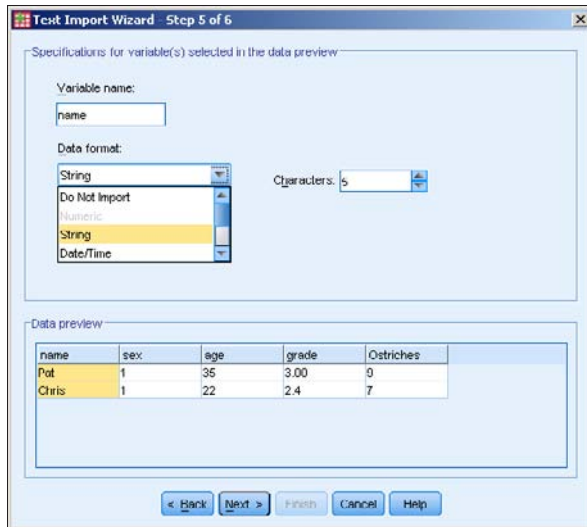 Text Import Wizard - Step 5 of 6
Specifications for variable(s) selected in the data preview
Variable name:
name
Data format:
String
Characters: 5
Do Not Import
Numeric
String
Date/Time
Data preview
name sex age grade Ostriches
Pat 1 35 3.00 9
Chris 1 22 2.4 7
< Back Next > Finish Cancel Help